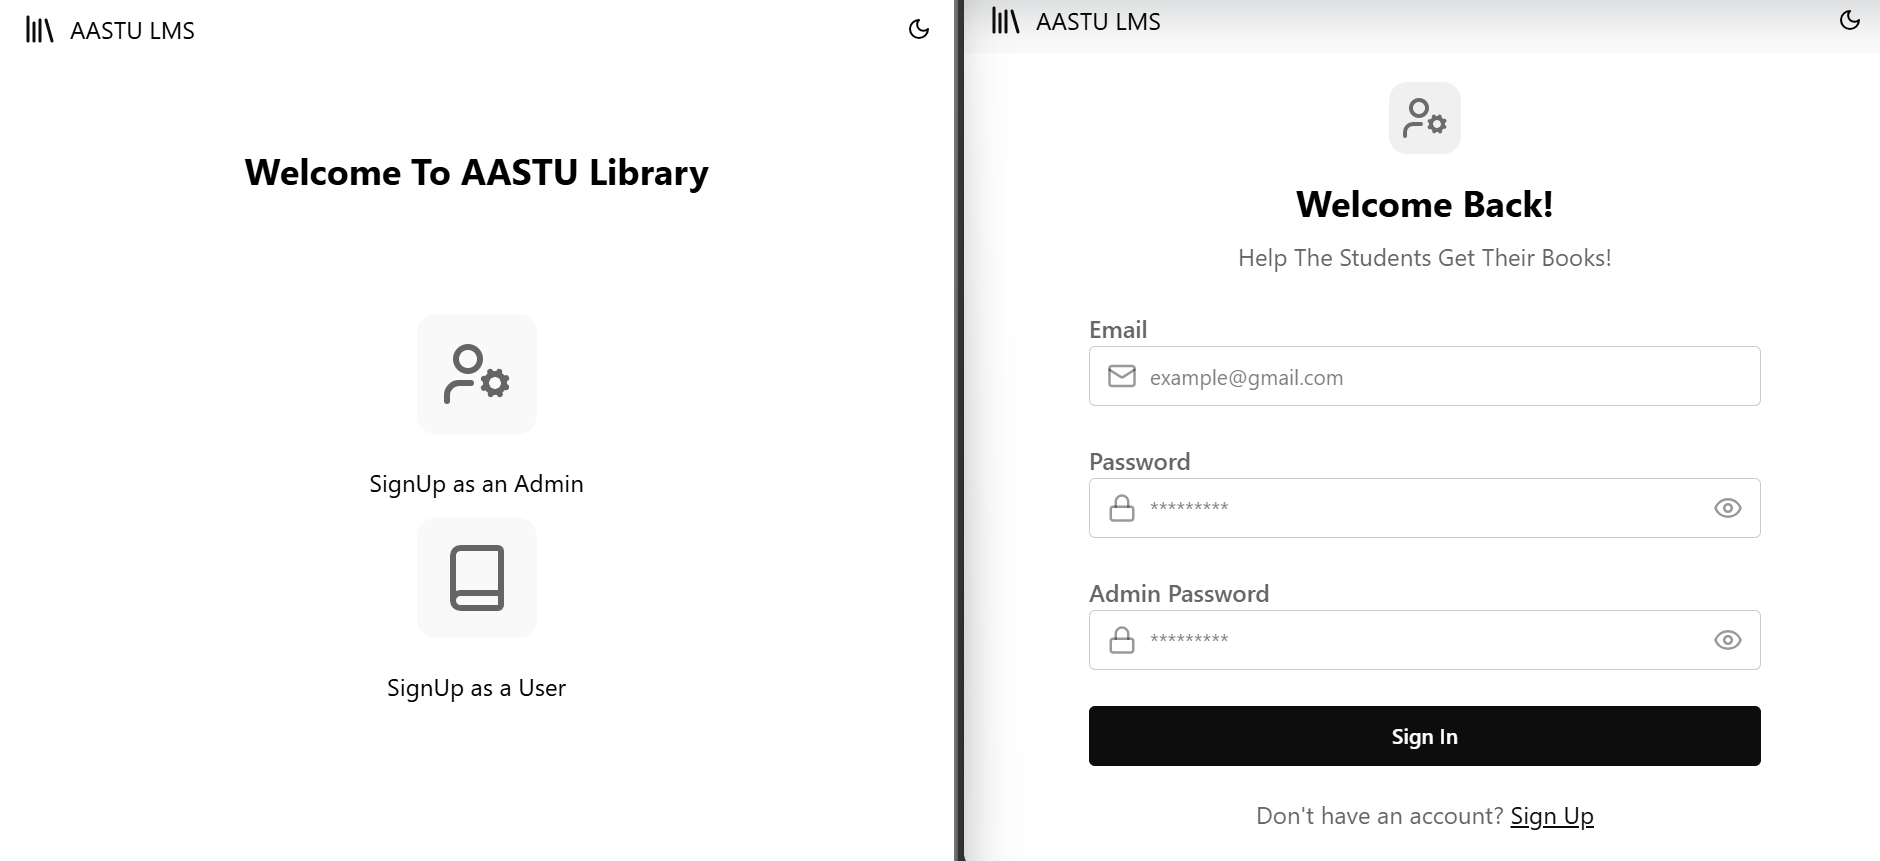 AASTU LMS
Welcome To AASTU Library
SignUp as an Admin
SignUp as a User
AASTU LMS
Welcome Back!
Help The Students Get Their Books!
Email
example@gmail.com
Password
*********
Admin Password
*********
Sign In
Don't have an account? Sign Up